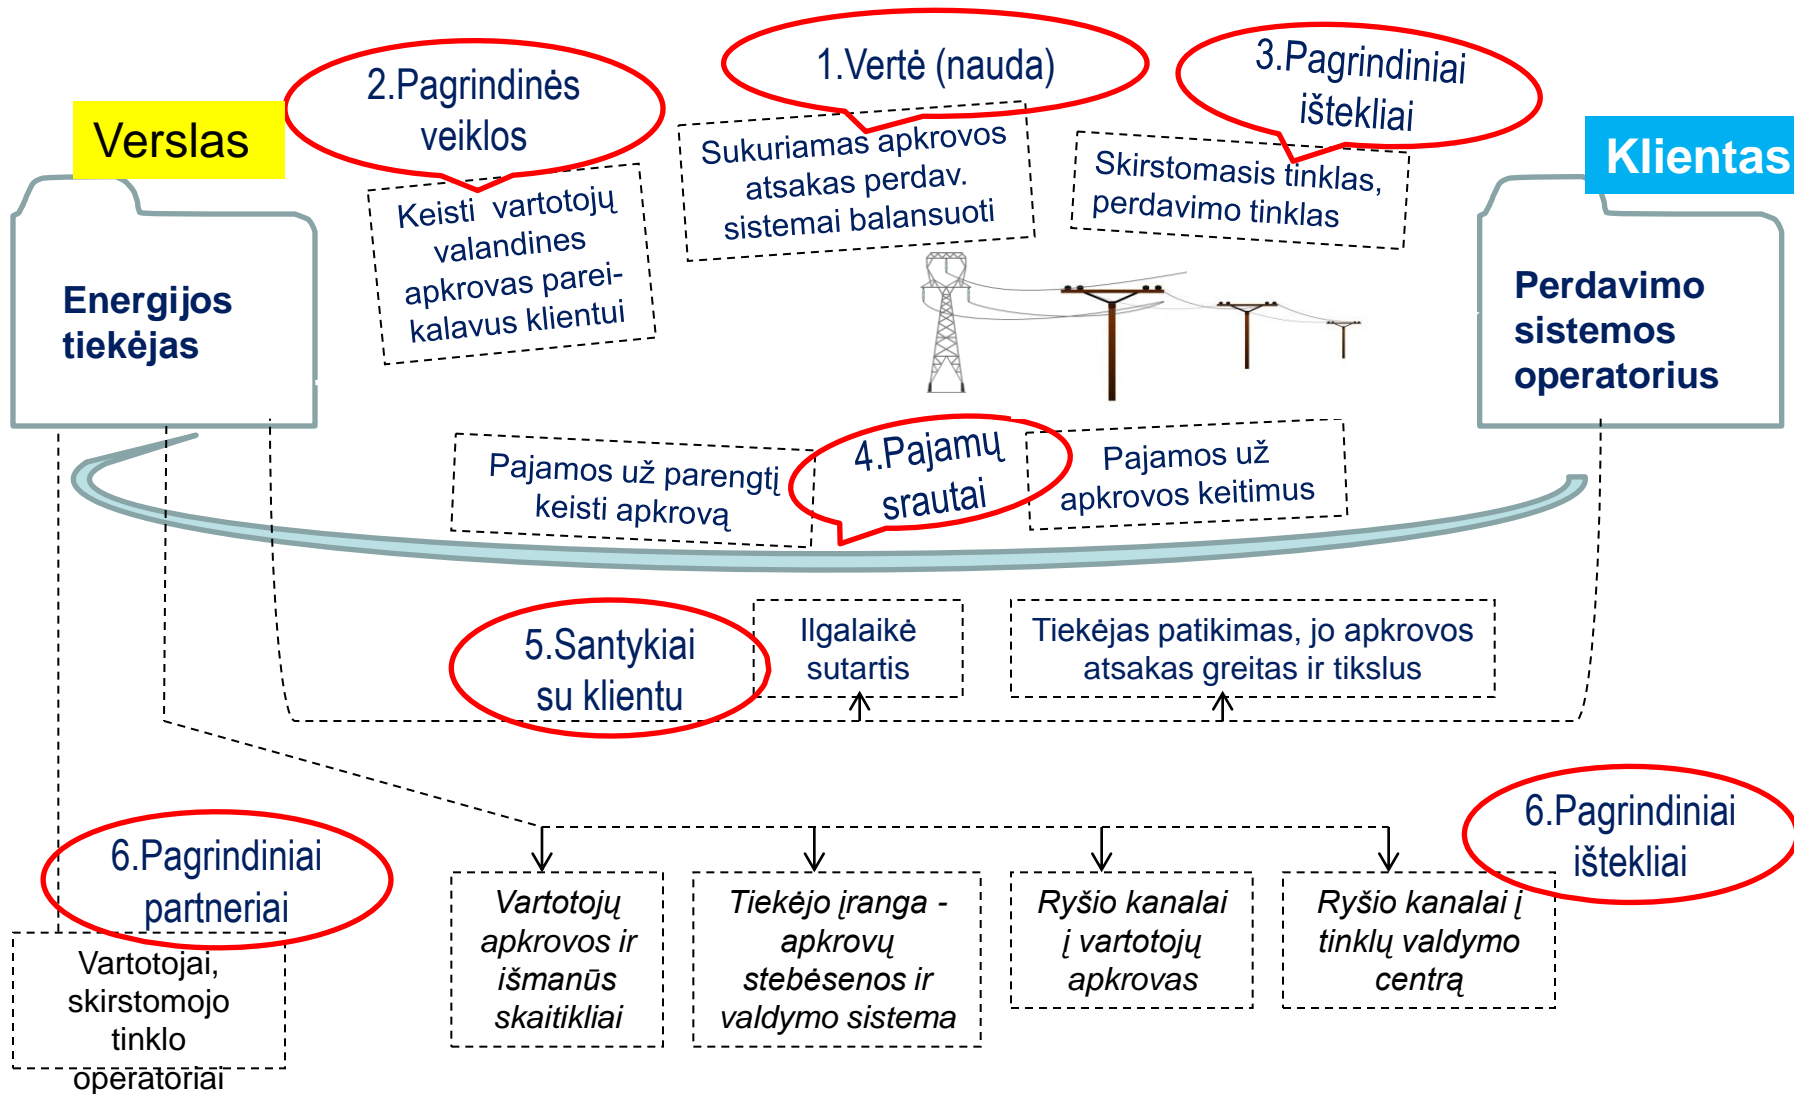 1.Vertė (nauda)
2.Pagrindinės
veiklos
3.Pagrindiniai
ištekliai
Verslas
Klientas
Sukuriamas apkrovos
atsakas perdav.
sistemai balansuoti
Skirstomasis tinklas,
perdavimo tinklas
Keisti vartotojų
valandines
apkrovas parei-
kalavus klientui
Energijos
tiekėjas
Perdavimo
sistemos
operatorius
Pajamos už parengtį
keisti apkrovą
4.Pajamų
srautai
Pajamos už
apkrovos keitimus
5.Santykiai
su klientu
Ilgalaikė
sutartis
Tiekėjas patikimas, jo apkrovos
atsakas greitas ir tikslus
6.Pagrindiniai
partneriai
6.Pagrindiniai
ištekliai
Vartotojai,
skirstomojo
tinklo
operatoriai
Vartotojų
apkrovos ir
išmanūs
skaitikliai
Tiekėjo įranga -
apkrovų
stebėsenos ir
valdymo sistema
Ryšio kanalai
į vartotojų
apkrovas
Ryšio kanalai į
tinklų valdymo
centrą